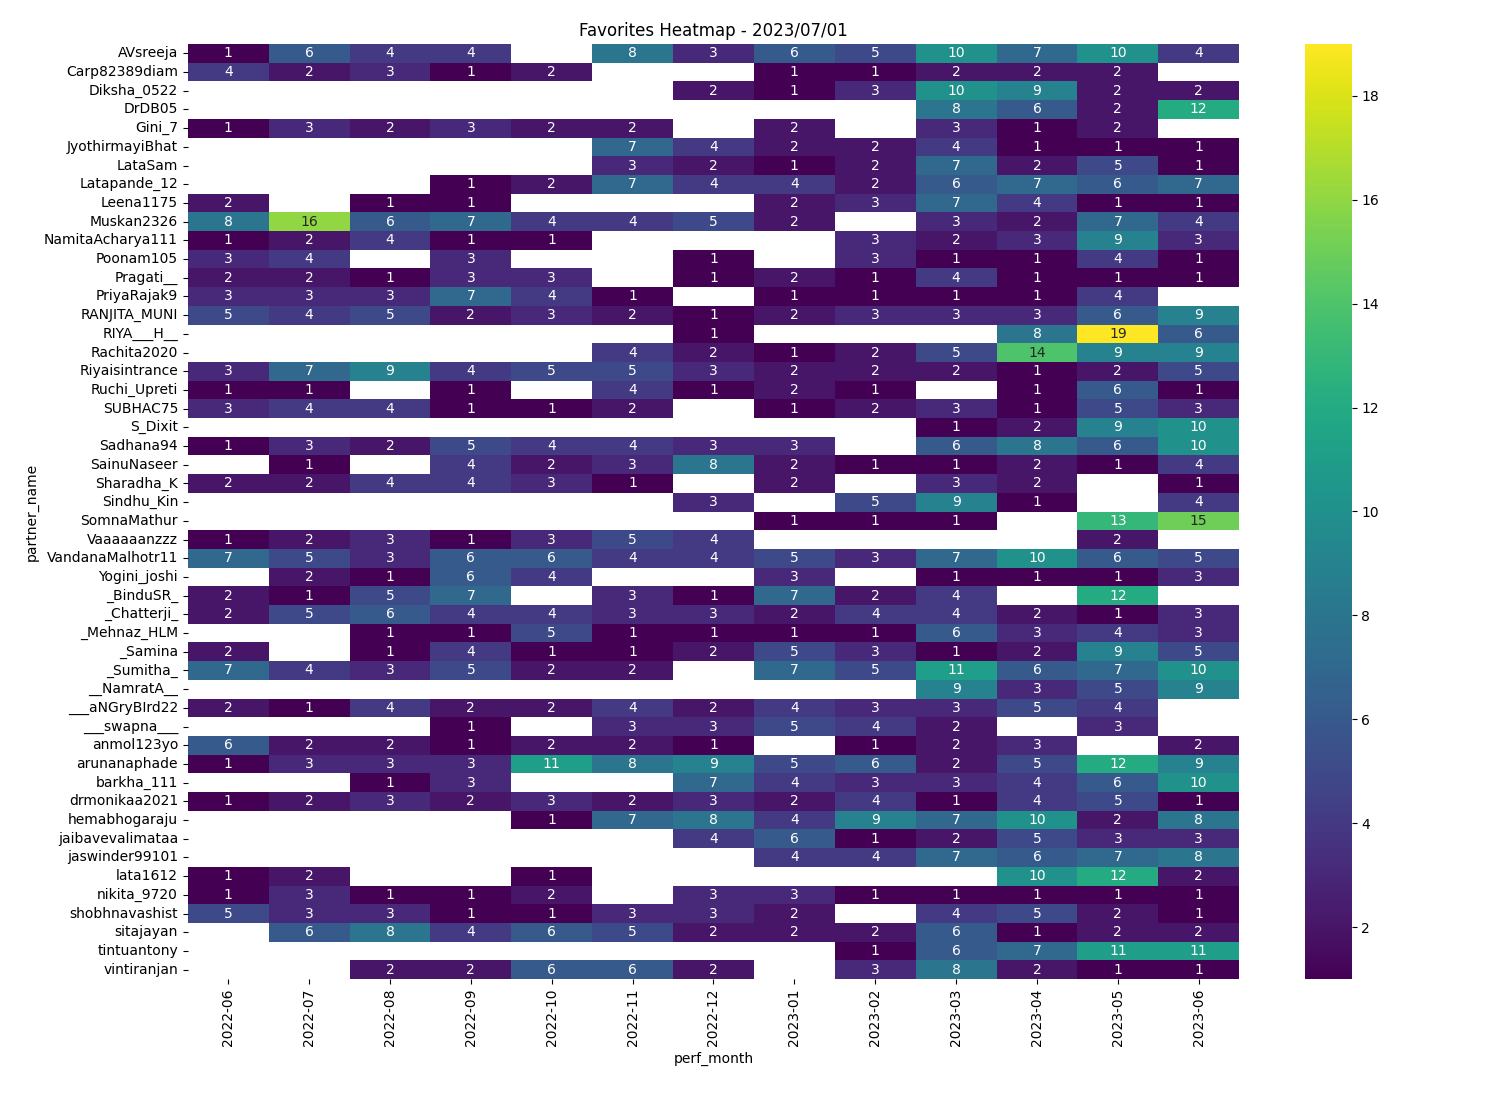 Favorites Heatmap - 2023/07/01
AVsreeja 1 6 4 4 8 3 6 5 10 7 10 4
Carp82389diam 4 2 3 1 2 1 1 2 2 2
Diksha_0522 2 1 3 10 9 2 2
DrDB05 8 6 2 12
Gini_7 1 3 2 3 2 2 2 3 1 2
JyothirmayiBhat 7 4 2 2 4 1 1 1
LataSam 3 2 1 2 7 2 5 1
Latapande_12 1 2 7 4 4 2 6 7 6 7
Leena1175 2 1 1 2 3 7 4 1 1
Muskan2326 8 16 6 7 4 4 5 2 3 2 7 4
NamitaAcharya111 1 2 4 1 1 3 2 3 9 3
Poonam105 3 4 3 1 3 1 1 4 1
Pragati__ 2 2 1 3 3 1 2 1 4 1 1 1
PriyaRajak9 3 3 3 7 4 1 1 1 1 1 4
RANJITA_MUNI 5 4 5 2 3 2 1 2 3 3 3 6 9
RIYA___H__ 1 8 19 6
Rachita2020 4 2 1 2 5 14 9 9
Riyaisintrance 3 7 9 4 5 5 3 2 2 2 1 2 5
Ruchi_Upreti 1 1 1 4 1 2 1 1 6 1
SUBHAC75 3 4 4 1 1 2 1 2 3 1 5 3
S_Dixit 1 2 9 10
Sadhana94 1 3 2 5 4 4 3 3 6 8 6 10
SainuNaseer 1 4 2 3 8 2 1 1 2 1 4
Sharadha_K 2 2 4 4 3 1 2 3 2 1
Sindhu_Kin 3 5 9 1 4
SomnaMathur 1 1 1 13 15
Vaaaaaanzzz 1 2 3 1 3 5 4 2
VandanaMalhotr11 7 5 3 6 6 4 4 5 3 7 10 6 5
Yogini_joshi 2 1 6 4 3 1 1 1 3
_BinduSR_ 2 1 5 7 3 1 7 2 4 12
_Chatterji_ 2 5 6 4 4 3 3 2 4 4 2 1 3
_Mehnaz_HLM 1 1 5 1 1 1 1 6 3 4 3
_Samina 2 1 4 1 1 2 5 3 1 2 9 5
_Sumitha_ 7 4 3 5 2 2 7 5 11 6 7 10
__NamratA__ 9 3 5 9
___aNGryBIrd22 2 1 4 2 2 4 2 4 3 3 5 4
___swapna___ 1 3 3 5 4 2 3
anmol123yo 6 2 2 1 2 2 1 1 2 3 2
arunanaphade 1 3 3 3 11 8 9 5 6 2 5 12 9
barkha_111 1 3 7 4 3 3 4 6 10
drmonikaa2021 1 2 3 2 3 2 3 2 4 1 4 5 1
hemabhogaraju 1 7 8 4 9 7 10 2 8
jaibavevalimataa 4 6 1 2 5 3 3
jaswinder99101 4 4 7 6 7 8
lata1612 1 2 1 10 12 2
nikita_9720 1 3 1 1 2 3 3 1 1 1 1 1
shobhnavashist 5 3 3 1 1 3 3 2 4 5 2 1
sitajayan 6 8 4 6 5 2 2 2 6 1 2 2
tintuantony 1 6 7 11 11
vintiranjan 2 2 6 6 2 3 8 2 1 1
2022-06 2022-07 2022-08 2022-09 2022-10 2022-11 2022-12 2023-01 2023-02 2023-03 2023-04 2023-05 2023-06
perf_month
partner_name
18
16
14
12
10
8
6
4
2